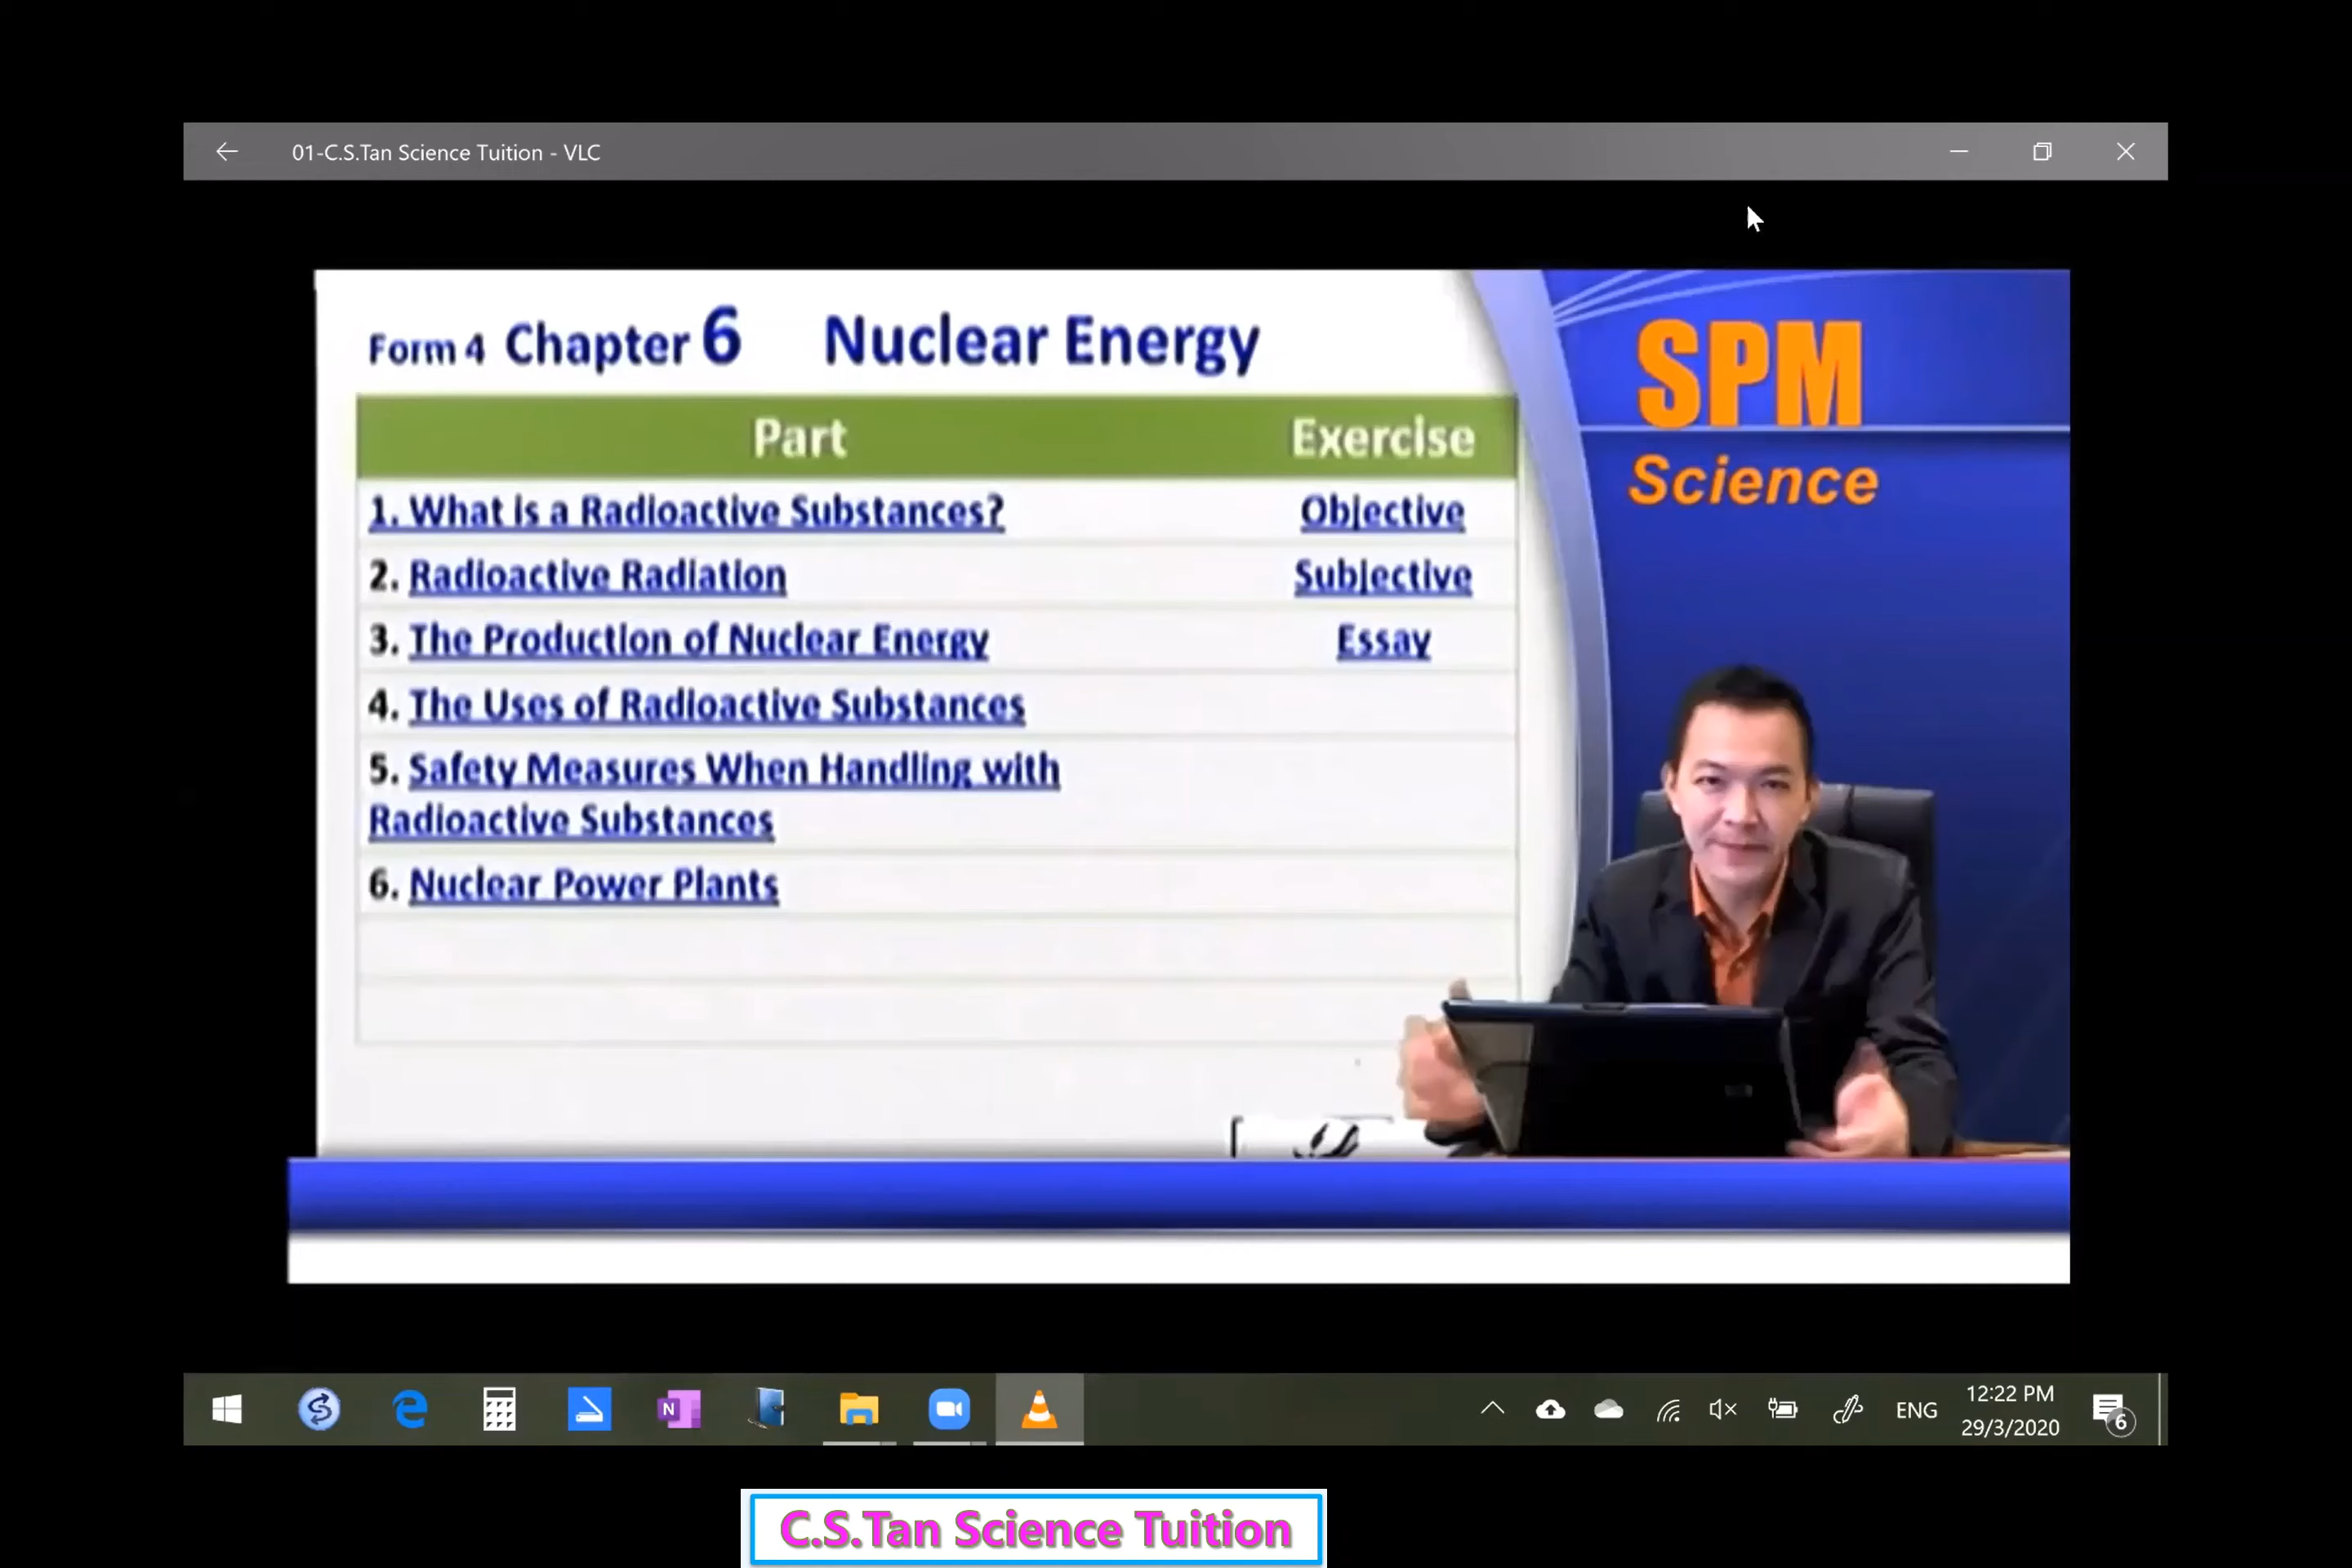 01-C.S.Tan Science Tuition - VLC
Form 4 Chapter 6 Nuclear Energy
SPM
Science
Part Exercise
1. What is a Radioactive Substances? Objective
2. Radioactive Radiation Subjective
3. The Production of Nuclear Energy Essay
4. The Uses of Radioactive Substances
5. Safety Measures When Handling with
Radioactive Substances
6. Nuclear Power Plants
ENG
12:22 PM
29/3/2020
6
C.S.Tan Science Tuition